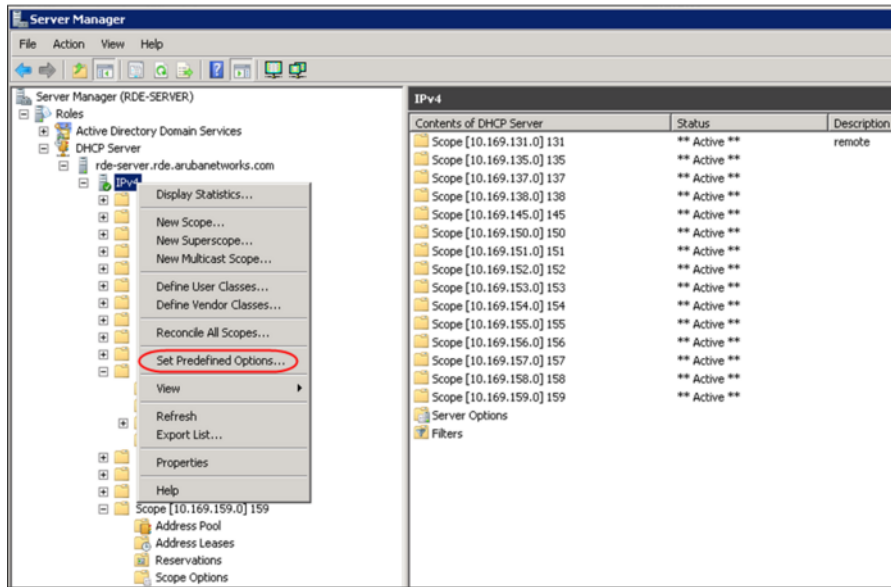 Server Manager
File Action View Help
Server Manager (RDE-SERVER)
Roles
Active Directory Domain Services
DHCP Server
rde-server.rde.arubanetworks.com
IPv4
Display Statistics...
New Scope...
New Superscope...
New Multicast Scope...
Define User Classes...
Define Vendor Classes...
Reconcile All Scopes...
Set Predefined Options...
View
Refresh
Export List...
Properties
Help
Scope [10.169.159.0] 159
Address Pool
Address Leases
Reservations
Scope Options
IPv4
Contents of DHCP Server Status Description
Scope [10.169.131.0] 131 ** Active ** remote
Scope [10.169.135.0] 135 ** Active **
Scope [10.169.137.0] 137 ** Active **
Scope [10.169.138.0] 138 ** Active **
Scope [10.169.145.0] 145 ** Active **
Scope [10.169.150.0] 150 ** Active **
Scope [10.169.151.0] 151 ** Active **
Scope [10.169.152.0] 152 ** Active **
Scope [10.169.153.0] 153 ** Active **
Scope [10.169.154.0] 154 ** Active **
Scope [10.169.155.0] 155 ** Active **
Scope [10.169.156.0] 156 ** Active **
Scope [10.169.157.0] 157 ** Active **
Scope [10.169.158.0] 158 ** Active **
Scope [10.169.159.0] 159 ** Active **
Server Options
Filters